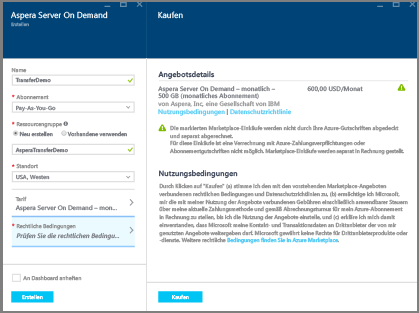 Aspera Server On Demand
Erstellen
Name
TransferDemo
Abonnement
Pay-As-You-Go
Ressourcengruppe
Neu erstellen Vorhandene verwenden
AsperaTransferDemo
Standort
USA, Westen
Tarif
Aspera Server On Demand – mon...
Rechtliche Bedingungen
Prüfen Sie die rechtlichen Bedingu...
An Dashboard anheften
Erstellen
Kaufen
Angebotsdetails
Aspera Server On Demand – monatlich – 600,00 USD/Monat
500 GB (monatliches Abonnement)
von Aspera, Inc, eine Gesellschaft von IBM
Nutzungsbedingungen | Datenschutzrichtlinie
Die markierten Marketplace-Einkäufe werden nicht durch Ihre Azure-Gutschriften abgedeckt
und separat abgerechnet.
Für diese Einkäufe ist eine Verrechnung mit Azure-Zahlungsverpflichtungen oder
Abonnementgutschriften nicht möglich. Marketplace-Einkäufe werden separat in Rechnung gestellt.
Nutzungsbedingungen
Durch Klicken auf "Kaufen" (a) stimme ich den mit den vorstehenden Marketplace-Angeboten
verbundenen rechtlichen Bedingungen und Datenschutzrichtlinien zu, (b) ermächtige ich Microsoft,
mir die mit meiner Nutzung der Angebote verbundenen Gebühren einschließlich anwendbarer Steuern
über meine aktuelle Zahlungsmethode und gemäß Abrechnungsturnus für mein Azure-Abonnement
in Rechnung zu stellen, bis ich die Nutzung der Angebote einstelle, und (c) erkläre ich mich damit
einverstanden, dass Microsoft meine Kontakt- und Transaktionsdaten an Drittanbieter der von mir
genutzten Angebote weitergeben darf. Microsoft gewährt keine Rechte für Drittanbieterprodukte oder
-dienste. Weitere rechtliche Bedingungen finden Sie in Azure Marketplace.
Kaufen